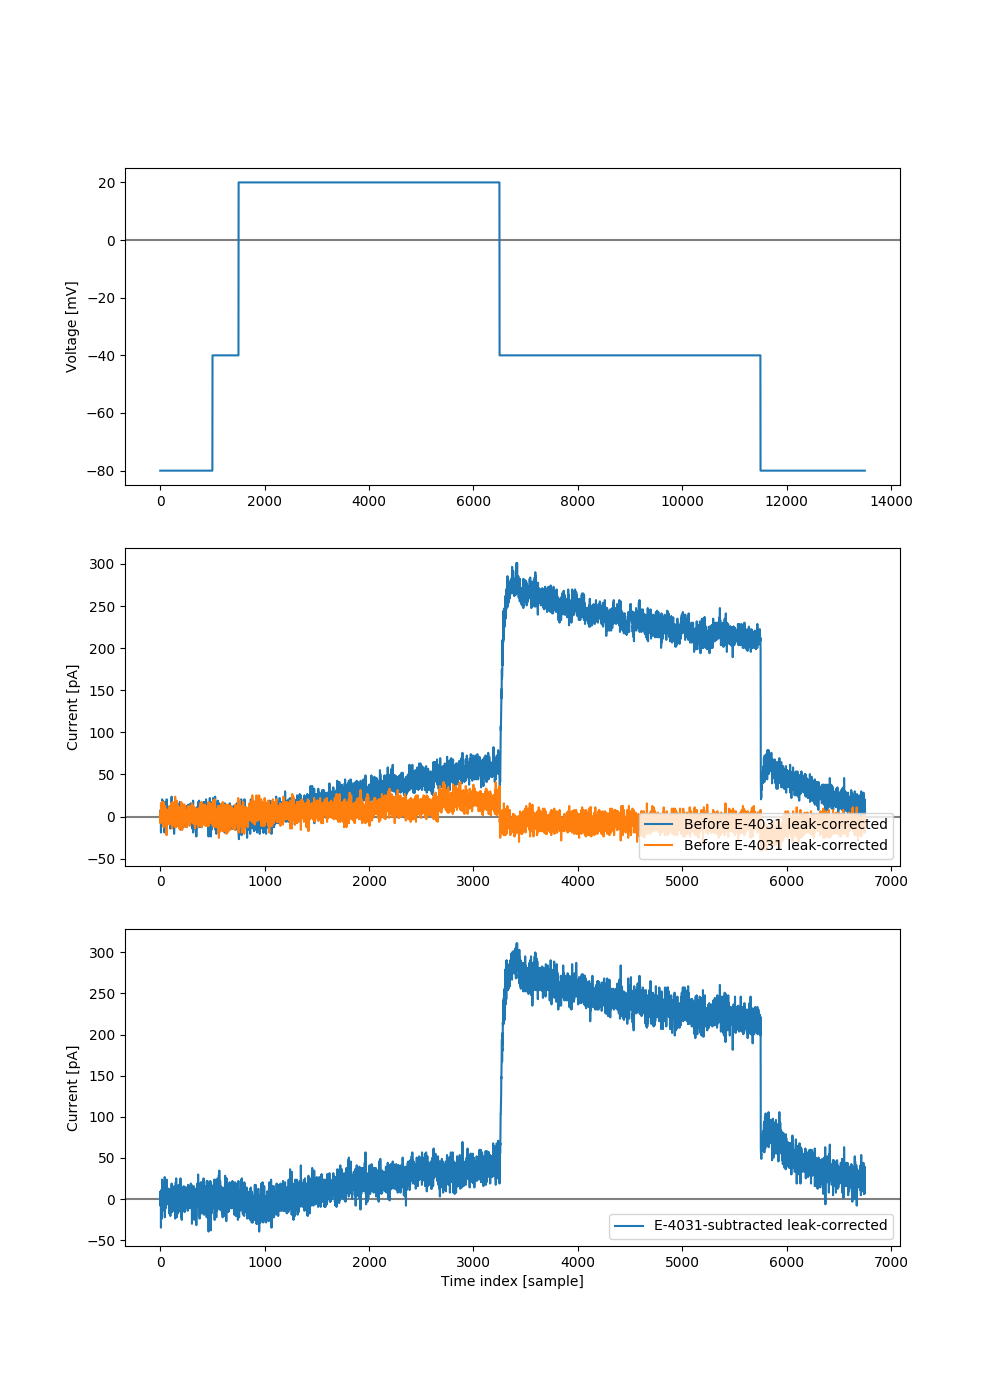 20
0
−20
−40
−60
−80
Voltage [mV]
0 2000 4000 6000 8000 10000 12000 14000
300
250
200
150
100
50
0
−50
Current [pA]
Before E-4031 leak-corrected
Before E-4031 leak-corrected
0 1000 2000 3000 4000 5000 6000 7000
300
250
200
150
100
50
0
−50
Current [pA]
E-4031-subtracted leak-corrected
0 1000 2000 3000 4000 5000 6000 7000
Time index [sample]